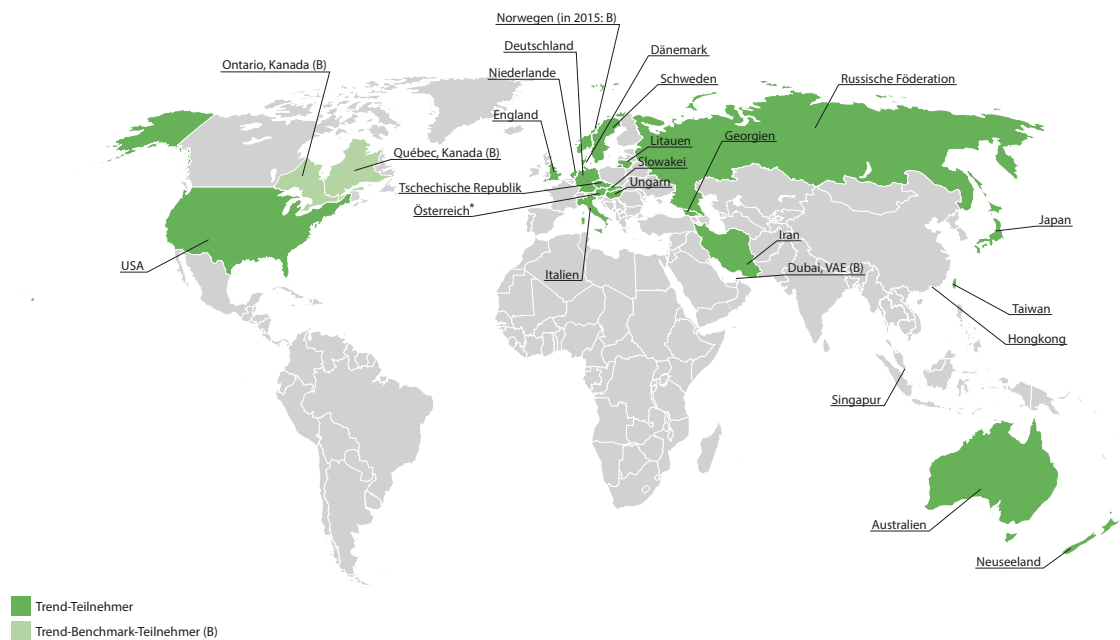 Norwegen (in 2015: B)
Deutschland
Dänemark
Ontario, Kanada (B)
Niederlande
Schweden
Russische Föderation
England
Georgien
Litauen
Québec, Kanada (B)
Slowakei
Tschechische Republik
Ungarn
Österreich*
Japan
Iran
USA
Dubai, VAE (B)
Italien
Taiwan
Hongkong
Singapur
Australien
Neuseeland
Trend-Teilnehmer
Trend-Benchmark-Teilnehmer (B)